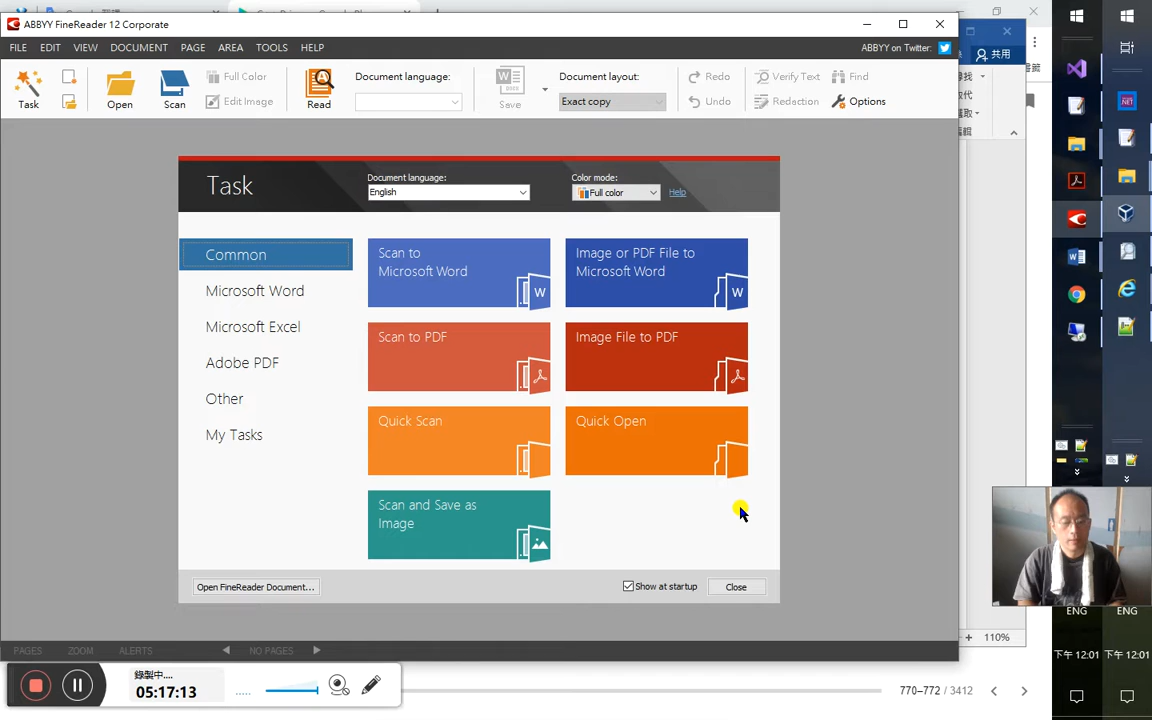 ABBYY FineReader 12 Corporate
FILE EDIT VIEW DOCUMENT PAGE AREA TOOLS HELP
ABBYY on Twitter:
共用
Task
Open
Scan
Full Color
Edit Image
Read
Document language:
Save
Document layout:
Exact copy
Redo
Undo
Verify Text
Redaction
Find
Options
取代
選取
編輯
Task
Document language:
English
Color mode:
Full color
Help
Common
Microsoft Word
Microsoft Excel
Adobe PDF
Other
My Tasks
Scan to
Microsoft Word
Image or PDF File to
Microsoft Word
Scan to PDF
Image File to PDF
Quick Scan
Quick Open
Scan and Save as
Image
Open FineReader Document...
Show at startup
Close
PAGES ZOOM ALERTS NO PAGES
110%
錄製中....
05:17:13
770–772 / 3412
ENG ENG
下午 12:01 下午 12:01